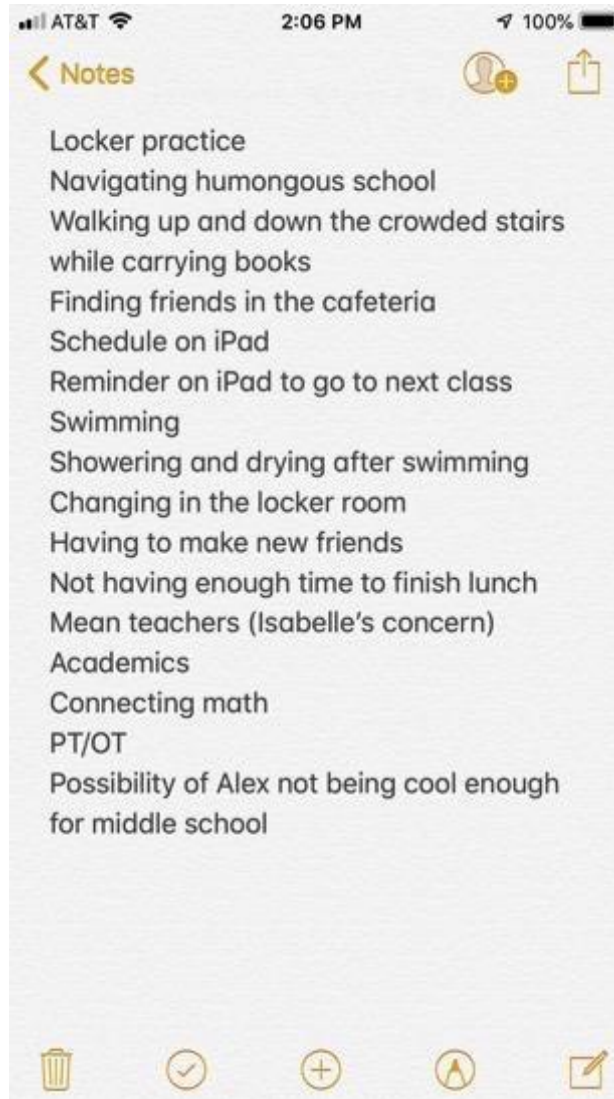 AT&T 2:06 PM 100%
Notes
Locker practice
Navigating humongous school
Walking up and down the crowded stairs
while carrying books
Finding friends in the cafeteria
Schedule on iPad
Reminder on iPad to go to next class
Swimming
Showering and drying after swimming
Changing in the locker room
Having to make new friends
Not having enough time to finish lunch
Mean teachers (Isabelle's concern)
Academics
Connecting math
PT/OT
Possibility of Alex not being cool enough
for middle school